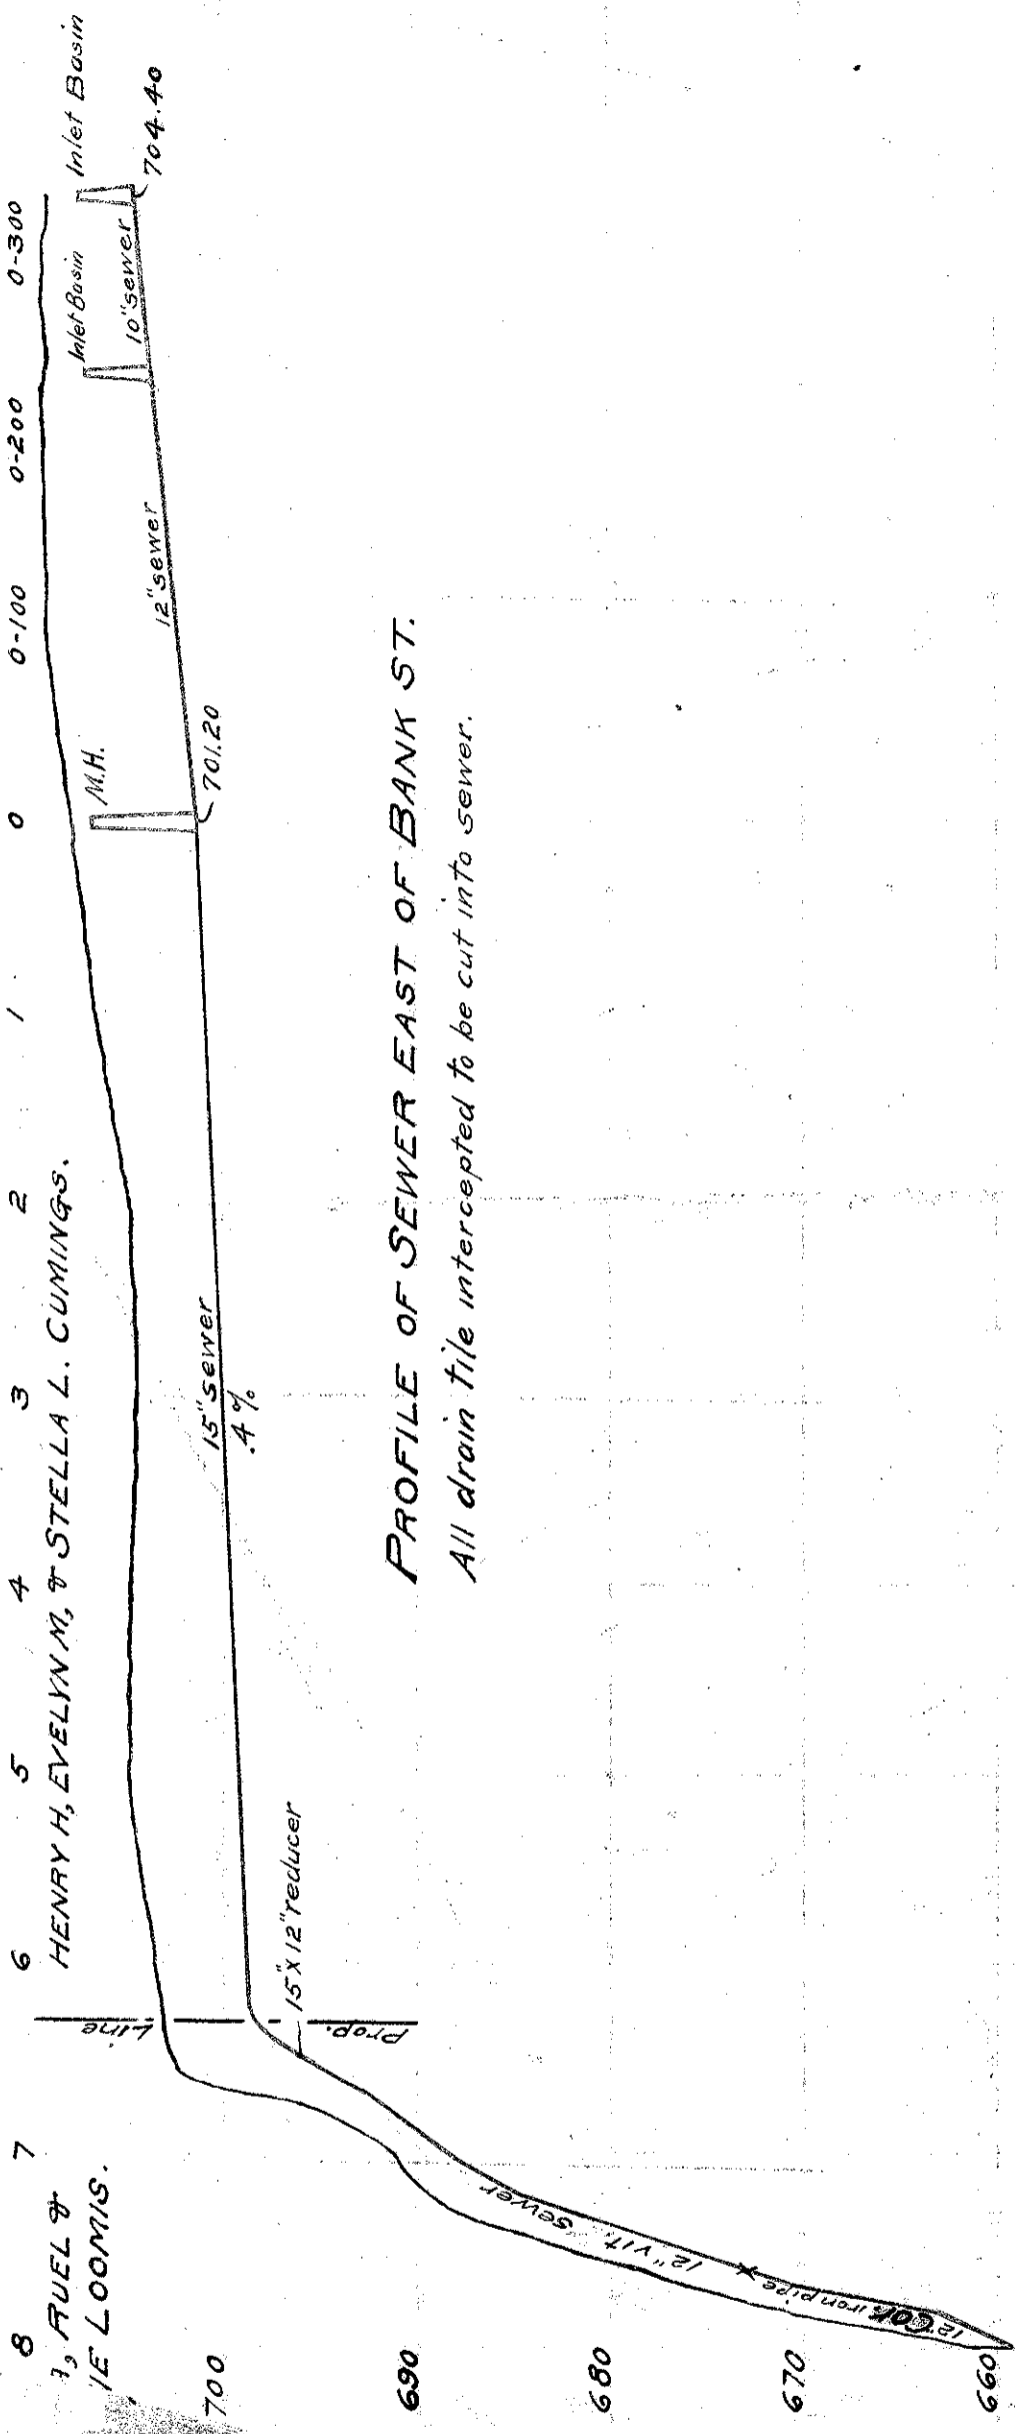 8 7 6 5 4 3 2 1 0 0-100 0-200 0-300
RUEL &
LOOMIS.
HENRY H, EVELYN M, & STELLA L. CUMINGS.
Line
Prop.
M.H.
Inlet Basin
Inlet Basin
15" sewer
.4%
12" sewer
10" sewer
701.20
704.40
15" X 12" reducer
12" vit. sewer
12" COR iron pipe
700
690
680
670
660
PROFILE OF SEWER EAST OF BANK ST.
All drain tile intercepted to be cut into sewer.